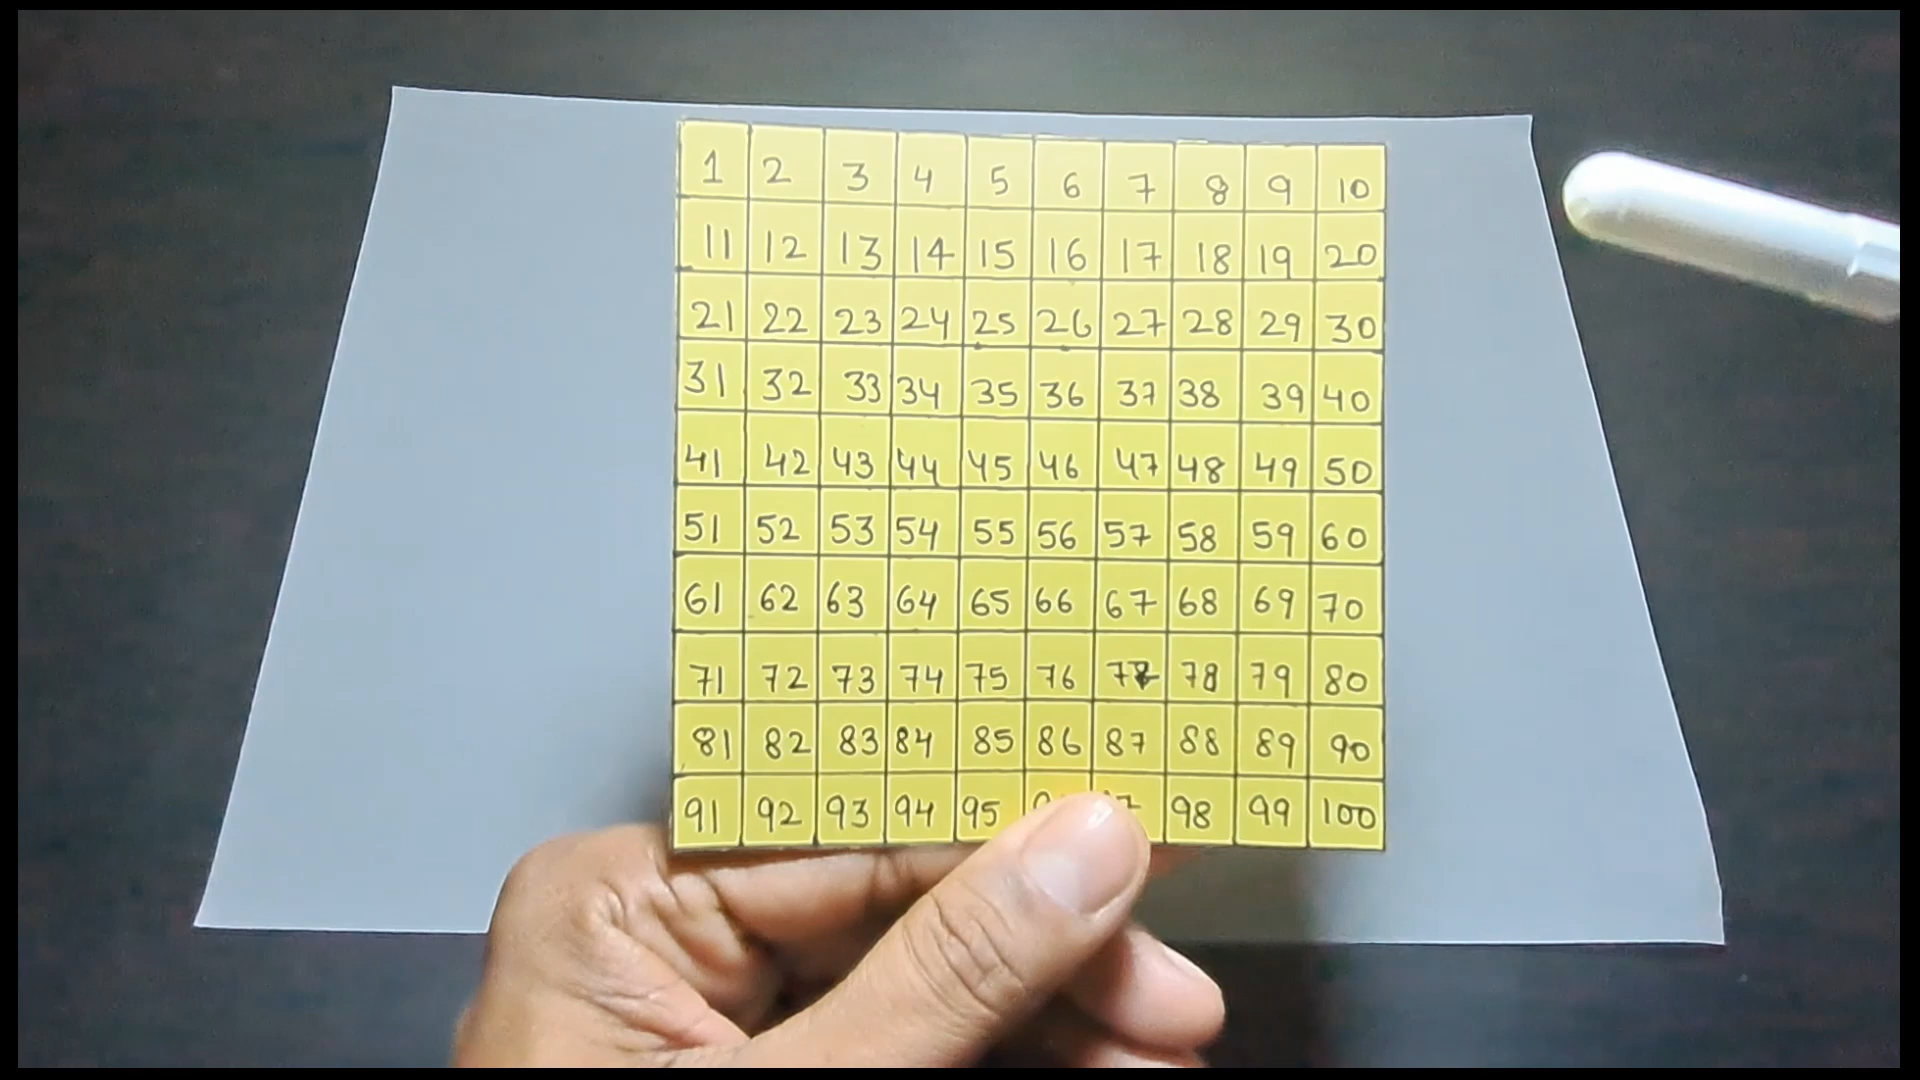 1 2 3 4 5 6 7 8 9 10
11 12 13 14 15 16 17 18 19 20
21 22 23 24 25 26 27 28 29 30
31 32 33 34 35 36 37 38 39 40
41 42 43 44 45 46 47 48 49 50
51 52 53 54 55 56 57 58 59 60
61 62 63 64 65 66 67 68 69 70
71 72 73 74 75 76 77 78 79 80
81 82 83 84 85 86 87 88 89 90
91 92 93 94 95 98 99 100